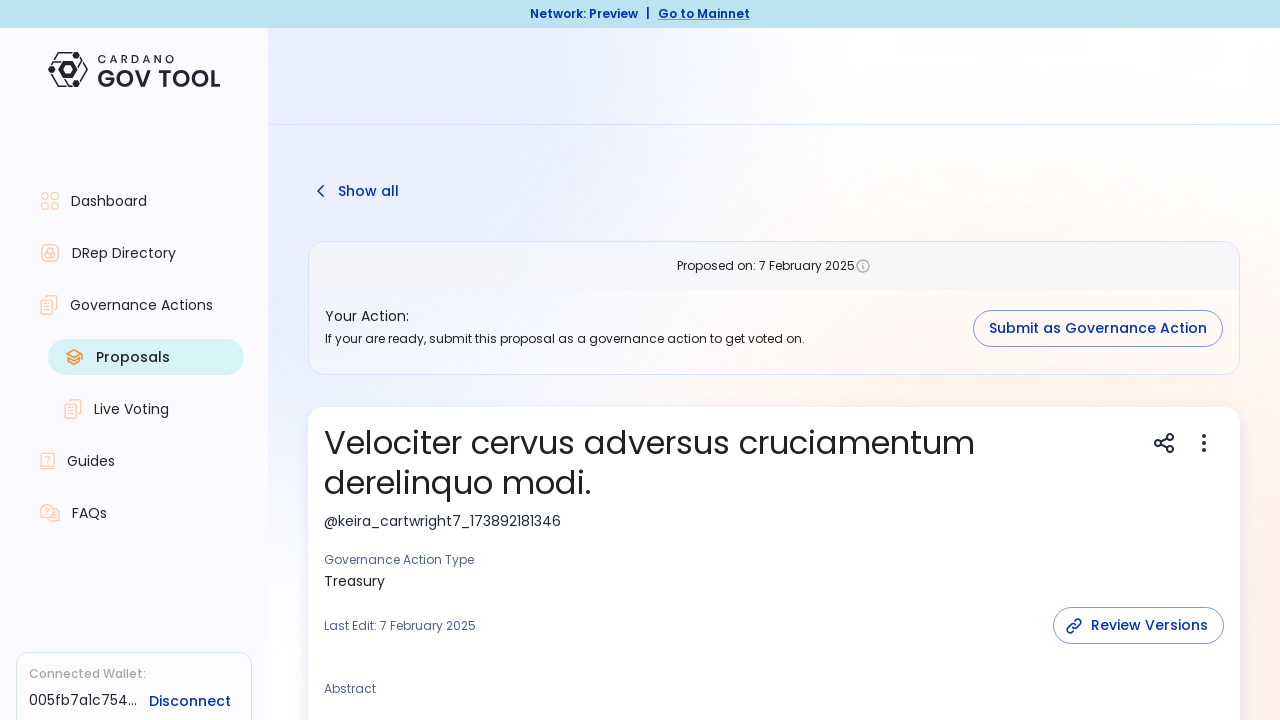 Network: Preview | Go to Mainnet
CARDANO
GOV TOOL
Dashboard
DRep Directory
Governance Actions
Proposals
Live Voting
Guides
FAQs
Connected Wallet:
005fb7a1c754... Disconnect
Show all
Proposed on: 7 February 2025
Your Action:
If your are ready, submit this proposal as a governance action to get voted on.
Submit as Governance Action
Velociter cervus adversus cruciamentum
derelinquo modi.
@keira_cartwright7_173892181346
Governance Action Type
Treasury
Last Edit: 7 February 2025
Review Versions
Abstract